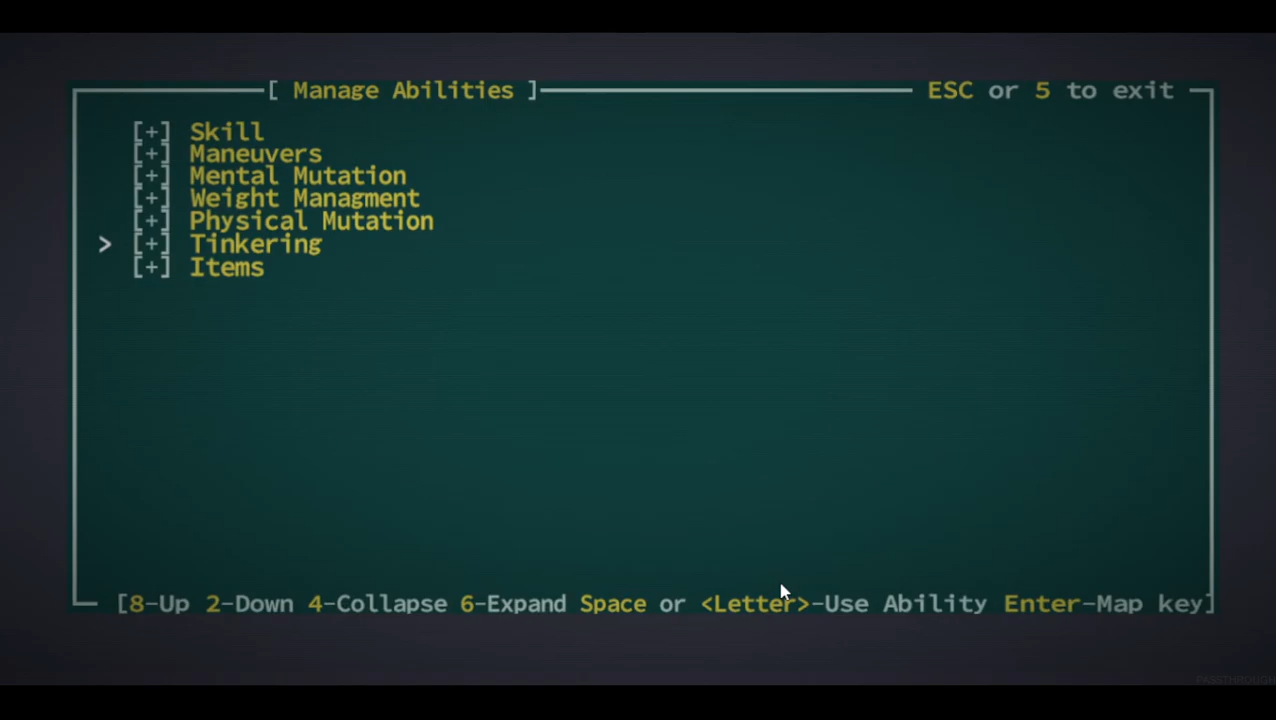 [ Manage Abilities ] ESC or 5 to exit
[+] Skill
[+] Maneuvers
[+] Mental Mutation
[+] Weight Managment
[+] Physical Mutation
> [+] Tinkering
[+] Items
[8-Up 2-Down 4-Collapse 6-Expand Space or <Letter>-Use Ability Enter-Map key]
PASSTHROUGH